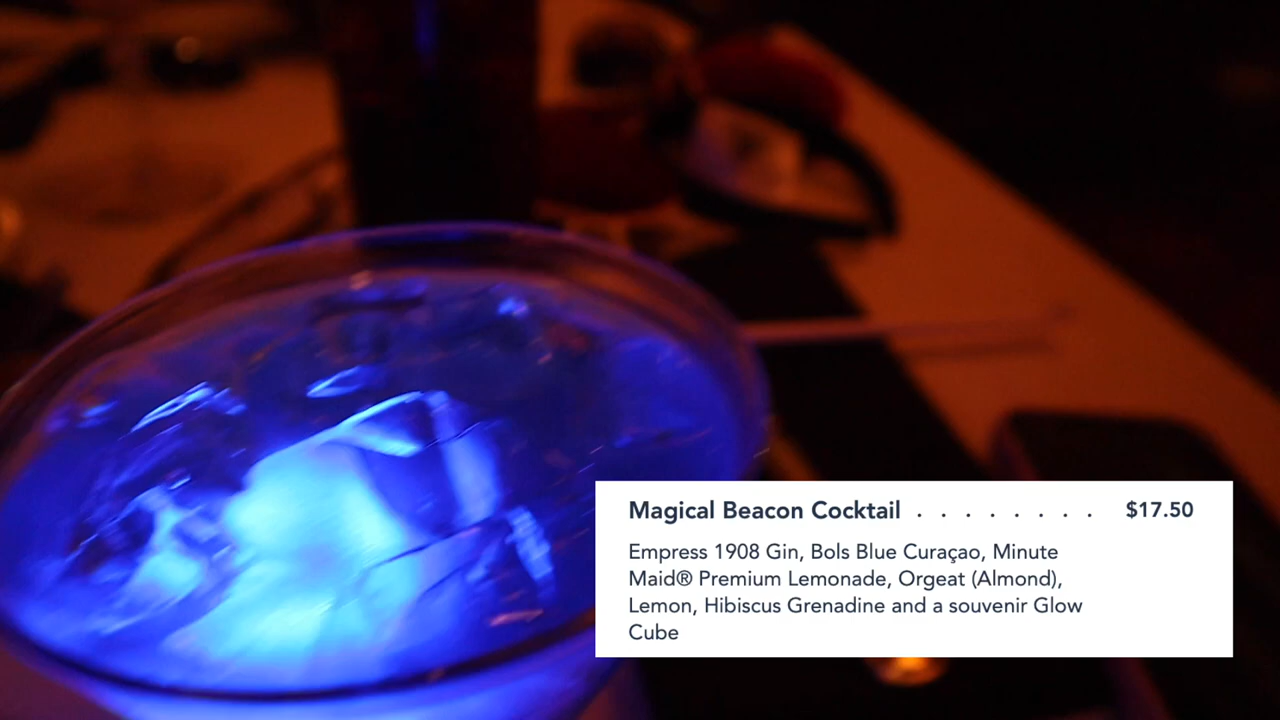 Magical Beacon Cocktail . . . . . . . . $17.50
Empress 1908 Gin, Bols Blue Curaçao, Minute
Maid® Premium Lemonade, Orgeat (Almond),
Lemon, Hibiscus Grenadine and a souvenir Glow
Cube